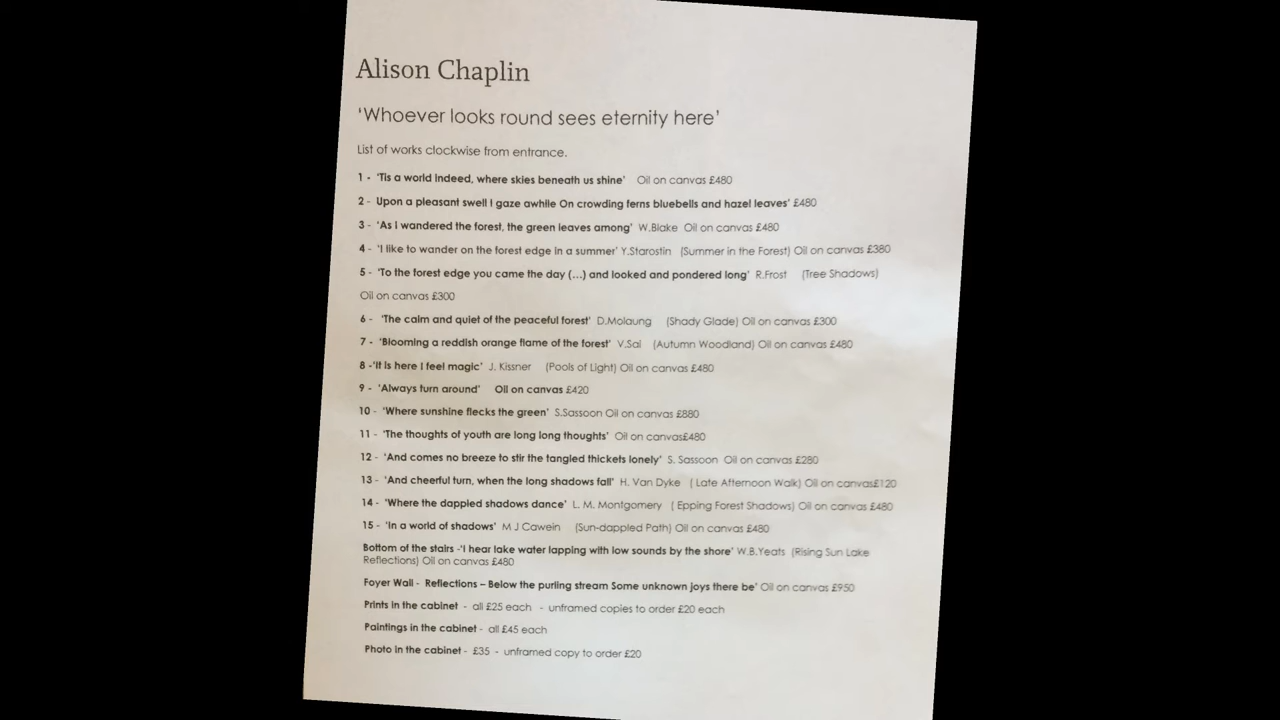 Alison Chaplin
‘Whoever looks round sees eternity here’
List of works clockwise from entrance.
1 - ‘Tis a world indeed, where skies beneath us shine’ Oil on canvas £480
2 - Upon a pleasant swell I gaze awhile On crowding ferns bluebells and hazel leaves’ £480
3 - ‘As I wandered the forest, the green leaves among’ W.Blake Oil on canvas £480
4 - ‘I like to wander on the forest edge in a summer’ Y.Starostin (Summer in the Forest) Oil on canvas £380
5 - ‘To the forest edge you came the day (...) and looked and pondered long’ R.Frost (Tree Shadows)
Oil on canvas £300
6 - ‘The calm and quiet of the peaceful forest’ D.Molaung (Shady Glade) Oil on canvas £300
7 - ‘Blooming a reddish orange flame of the forest’ V.Sai (Autumn Woodland) Oil on canvas £480
8 -‘It is here I feel magic’ J. Kissner (Pools of Light) Oil on canvas £480
9 - ‘Always turn around’ Oil on canvas £420
10 - ‘Where sunshine flecks the green’ S.Sassoon Oil on canvas £880
11 - ‘The thoughts of youth are long long thoughts’ Oil on canvas£480
12 - ‘And comes no breeze to stir the tangled thickets lonely’ S. Sassoon Oil on canvas £280
13 - ‘And cheerful turn, when the long shadows fall’ H. Van Dyke ( Late Afternoon Walk) Oil on canvas£120
14 - ‘Where the dappled shadows dance’ L. M. Montgomery ( Epping Forest Shadows) Oil on canvas £480
15 - ‘In a world of shadows’ M J Cawein (Sun-dappled Path) Oil on canvas £480
Bottom of the stairs -‘I hear lake water lapping with low sounds by the shore’ W.B.Yeats (Rising Sun Lake
Reflections) Oil on canvas £480
Foyer Wall - Reflections – Below the purling stream Some unknown joys there be’ Oil on canvas £950
Prints in the cabinet - all £25 each - unframed copies to order £20 each
Paintings in the cabinet - all £45 each
Photo in the cabinet - £35 - unframed copy to order £20